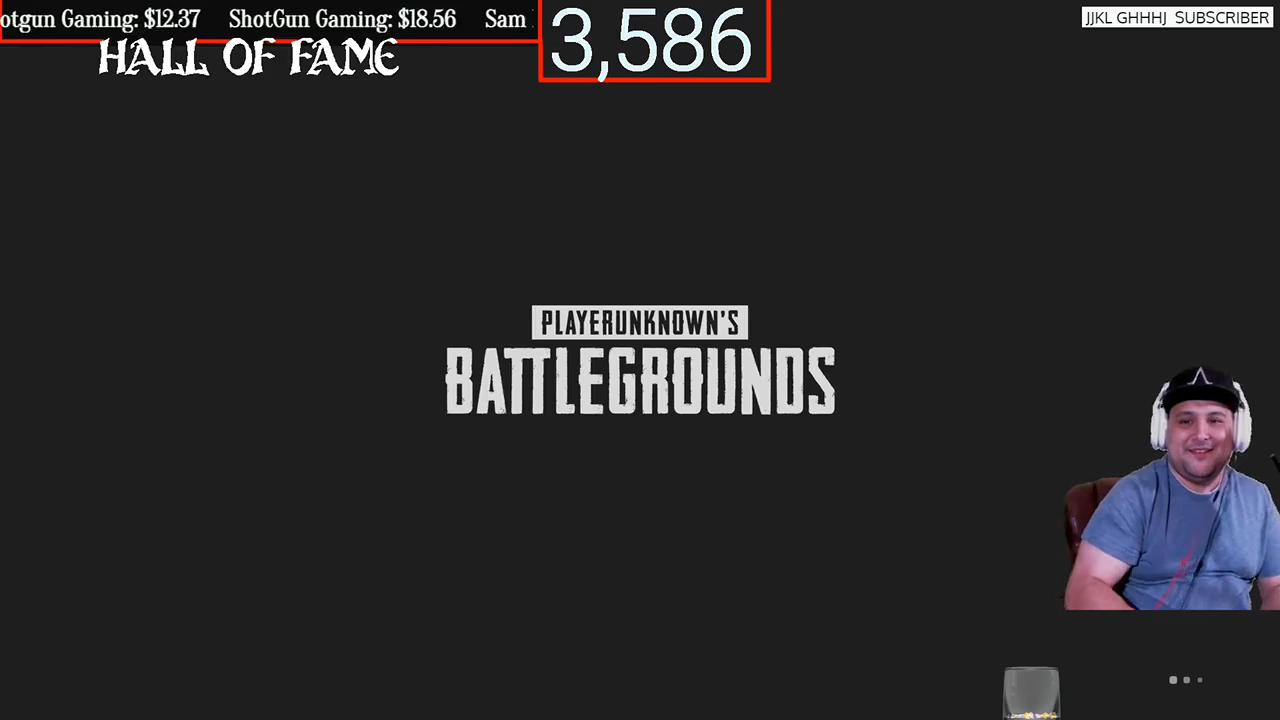 otgun Gaming: $12.37 ShotGun Gaming: $18.56 Sam
HALL OF FAME
3,586
JJKL GHHHJ SUBSCRIBER
PLAYERUNKNOWN'S
BATTLEGROUNDS